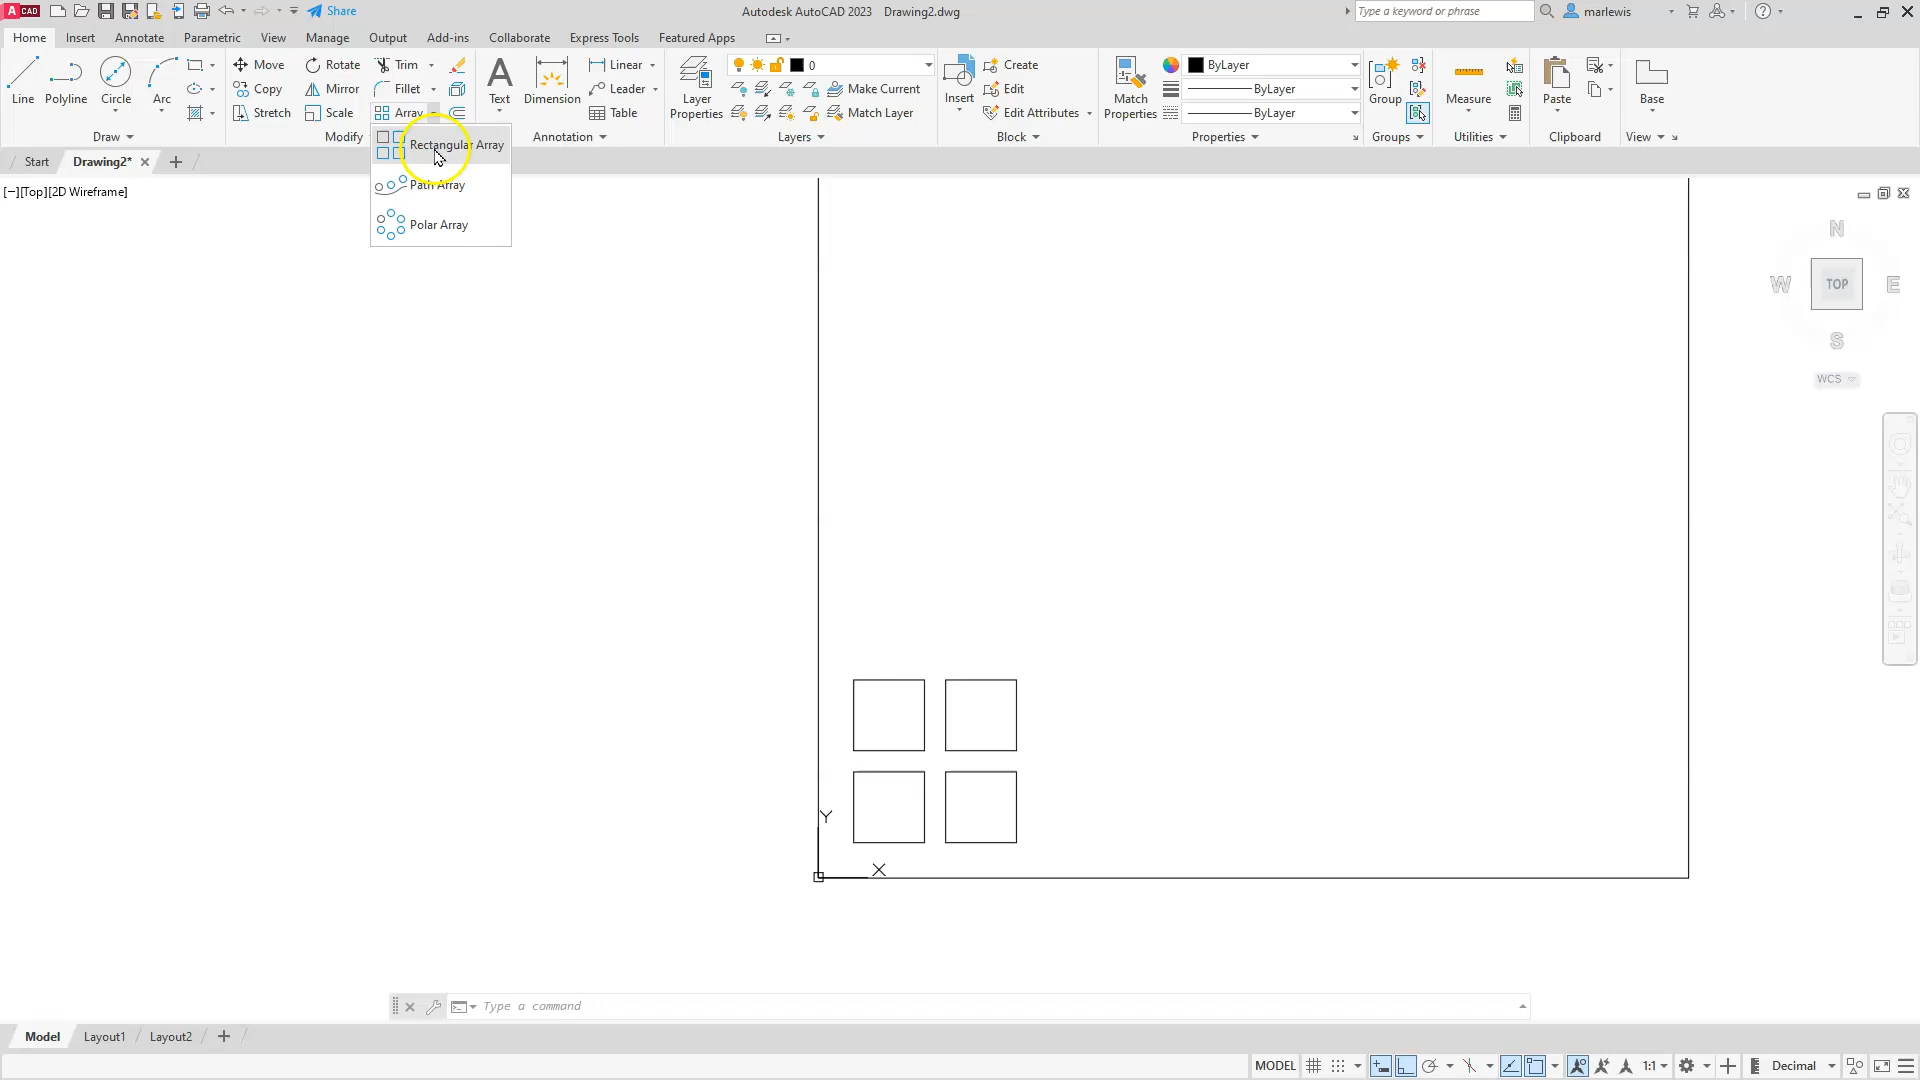 A CAD
Share
Autodesk AutoCAD 2023 Drawing2.dwg
Type a keyword or phrase
marlewis
Home Insert Annotate Parametric View Manage Output Add-ins Collaborate Express Tools Featured Apps
Line Polyline Circle Arc
Draw
Move Rotate Trim
Copy Mirror Fillet
Stretch Scale Array
Modify
Text Dimension
Linear
Leader
Table
Annotation
Layer Properties
0
Make Current
Match Layer
Layers
Insert
Create
Edit
Edit Attributes
Block
Match Properties
ByLayer
ByLayer
ByLayer
Properties
Group
Groups
Measure
Utilities
Paste
Clipboard
Base
View
Rectangular Array
Path Array
Polar Array
Start Drawing2*
[−][Top][2D Wireframe]
N
W TOP E
S
WCS
Y
X
Type a command
Model Layout1 Layout2
MODEL 1:1 Decimal